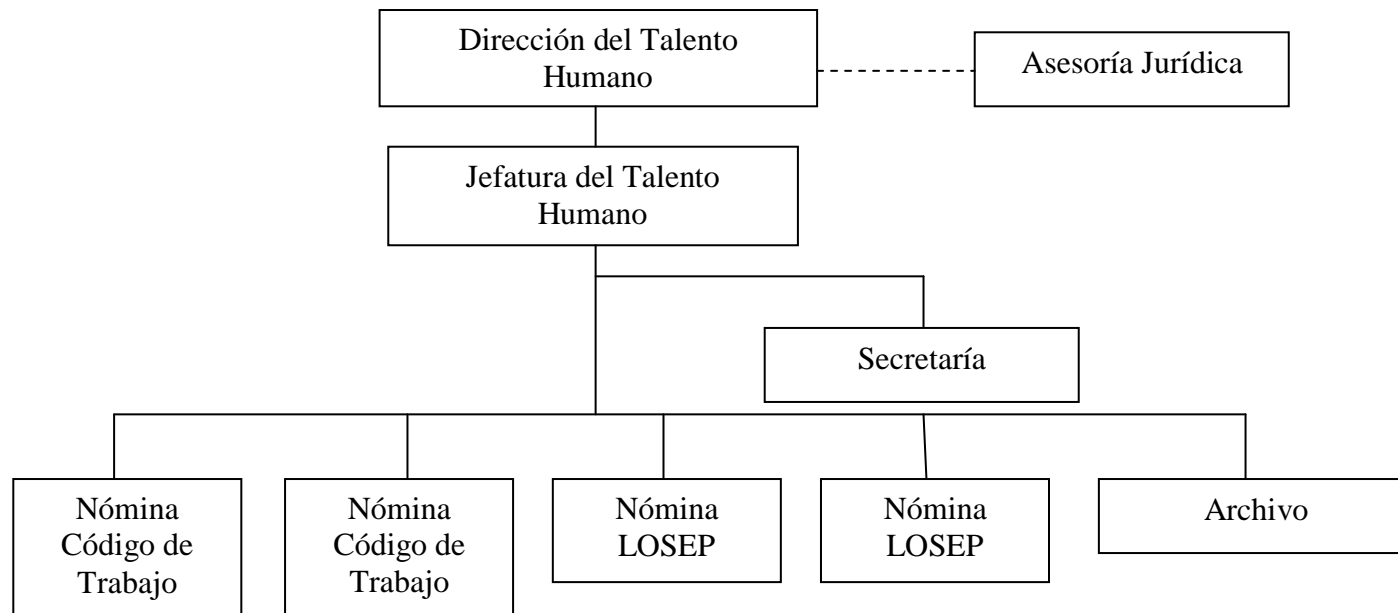 Dirección del Talento
Humano
Asesoría Jurídica
Jefatura del Talento
Humano
Secretaría
Nómina
Código de
Trabajo
Nómina
Código de
Trabajo
Nómina
LOSEP
Nómina
LOSEP
Archivo